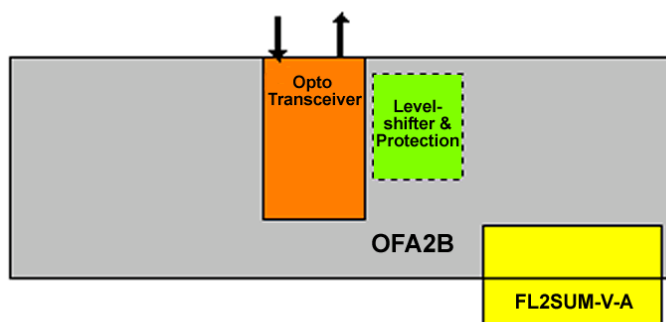 Opto
Transceiver
Level-
shifter &
Protection
OFA2B
FL2SUM-V-A